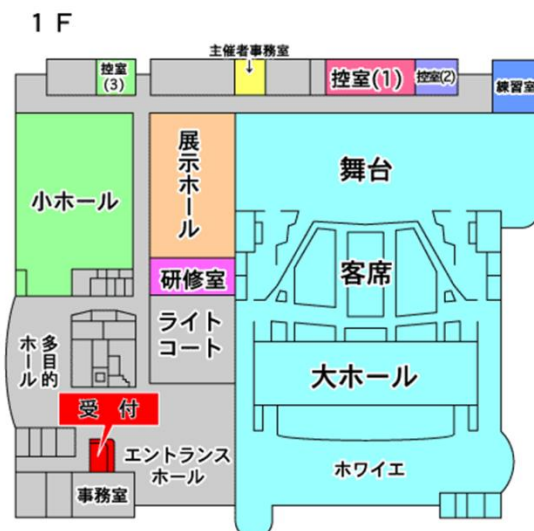 1F
主催者事務室
↓
控室
(3)
控室(1)
控室(2)
練習室
展示ホール
舞台
小ホール
客席
研修室
ライト
コート
多目的
ホール
大ホール
受付
エントランス
ホール
ホワイエ
事務室